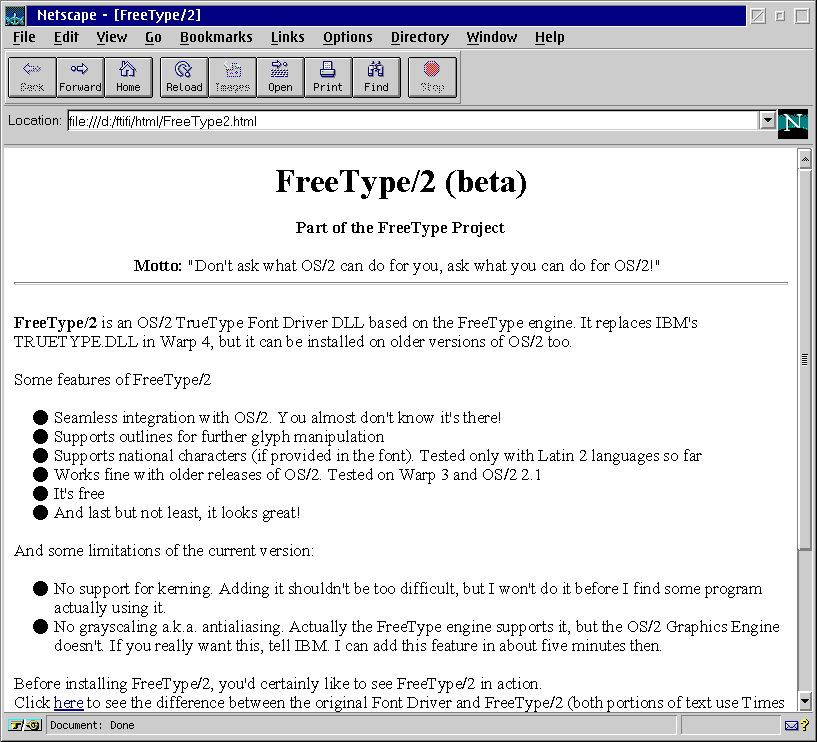 Netscape - [FreeType/2]
File Edit View Go Bookmarks Links Options Directory Window Help
Back Forward Home Reload Images Open Print Find Stop
Location: file:///d:/ftifi/html/FreeType2.html
N
FreeType/2 (beta)
Part of the FreeType Project
Motto: "Don't ask what OS/2 can do for you, ask what you can do for OS/2!"
FreeType/2 is an OS/2 TrueType Font Driver DLL based on the FreeType engine. It replaces IBM's
TRUETYPE.DLL in Warp 4, but it can be installed on older versions of OS/2 too.
Some features of FreeType/2
Seamless integration with OS/2. You almost don't know it's there!
Supports outlines for further glyph manipulation
Supports national characters (if provided in the font). Tested only with Latin 2 languages so far
Works fine with older releases of OS/2. Tested on Warp 3 and OS/2 2.1
It's free
And last but not least, it looks great!
And some limitations of the current version:
No support for kerning. Adding it shouldn't be too difficult, but I won't do it before I find some program
actually using it.
No grayscaling a.k.a. antialiasing. Actually the FreeType engine supports it, but the OS/2 Graphics Engine
doesn't. If you really want this, tell IBM. I can add this feature in about five minutes then.
Before installing FreeType/2, you'd certainly like to see FreeType/2 in action.
Click here to see the difference between the original Font Driver and FreeType/2 (both portions of text use Times
Document: Done